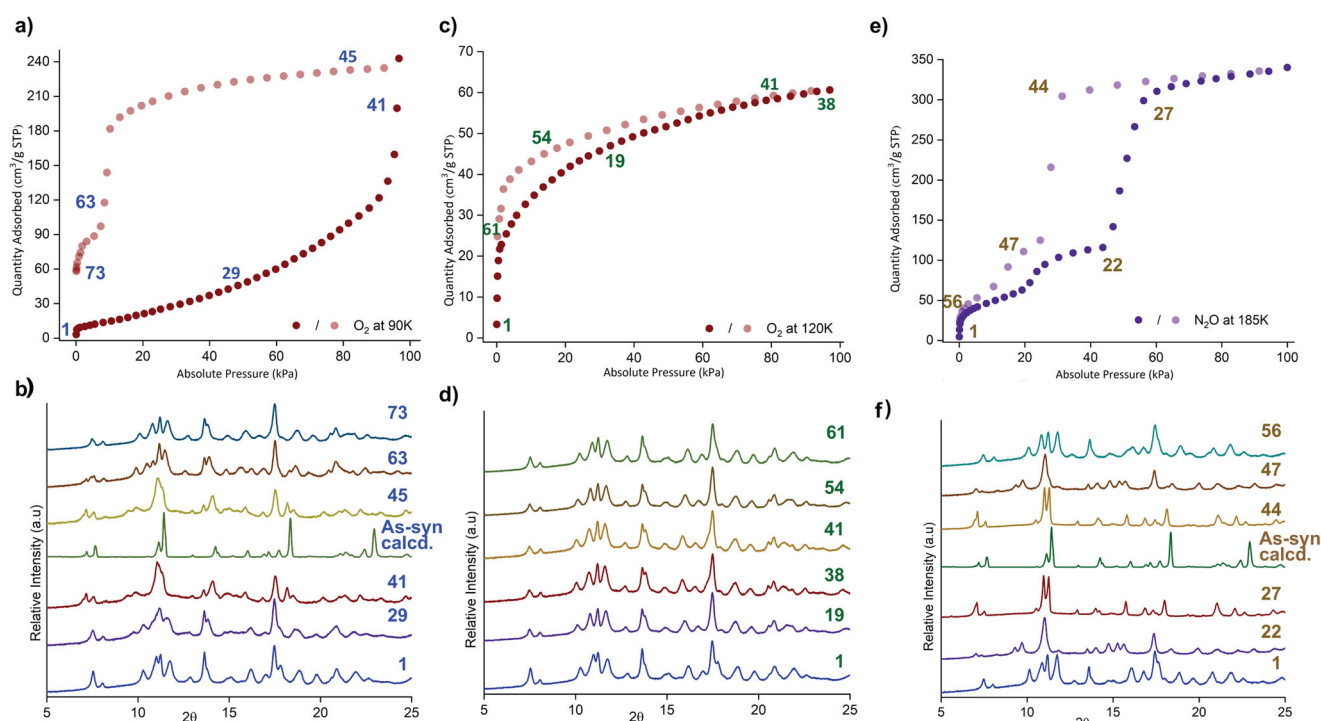 a)
Quantity Adsorbed (cm³/g STP)
240
210
180
150
120
90
60
30
0
45
41
63
73
29
1
/ O₂ at 90K
0 20 40 60 80 100
Absolute Pressure (kPa)
c)
Quantity Adsorbed (cm³/g STP)
70
60
50
40
30
20
10
0
41
38
54
19
61
1
/ O₂ at 120K
0 20 40 60 80 100
Absolute Pressure (kPa)
e)
Quantity Adsorbed (cm³/g STP)
350
300
250
200
150
100
50
0
44
27
47
22
56
1
/ N₂O at 185K
0 20 40 60 80 100
Absolute Pressure (kPa)
b)
Relative Intensity (a.u)
73
63
45
As-syn
calcd.
41
29
1
5 10 15 20 25
2θ
d)
Relative Intensity (a.u)
61
54
41
38
19
1
5 10 15 20 25
2θ
f)
Relative Intensity (a.u)
56
47
44
As-syn
calcd.
27
22
1
5 10 15 20 25